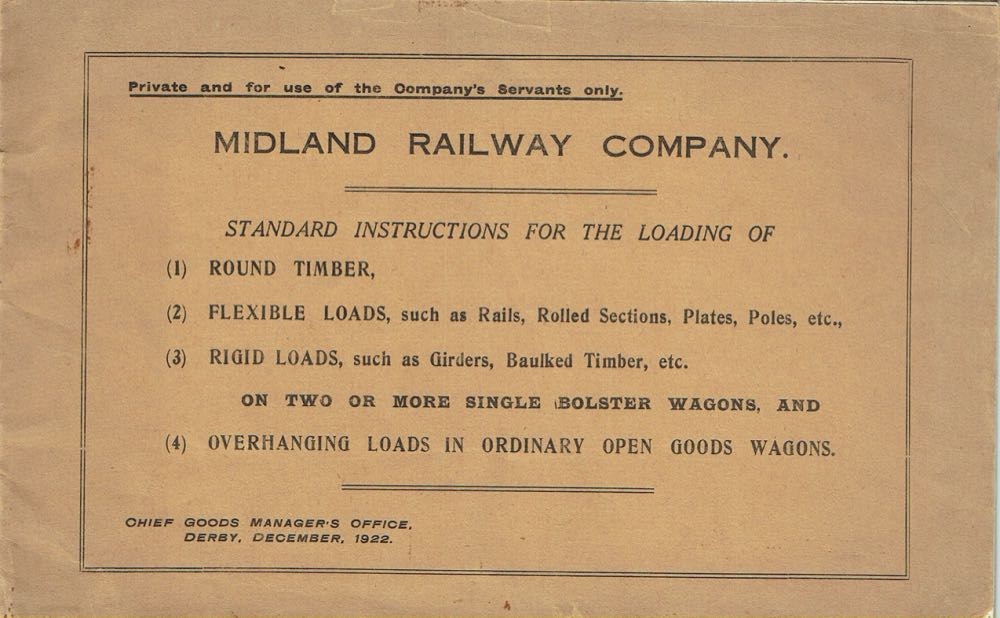 Private and for use of the Company's Servants only.
MIDLAND RAILWAY COMPANY.
STANDARD INSTRUCTIONS FOR THE LOADING OF
(1) ROUND TIMBER,
(2) FLEXIBLE LOADS, such as Rails, Rolled Sections, Plates, Poles, etc.,
(3) RIGID LOADS, such as Girders, Baulked Timber, etc.
ON TWO OR MORE SINGLE BOLSTER WAGONS, AND
(4) OVERHANGING LOADS IN ORDINARY OPEN GOODS WAGONS.
CHIEF GOODS MANAGER'S OFFICE,
DERBY, DECEMBER, 1922.